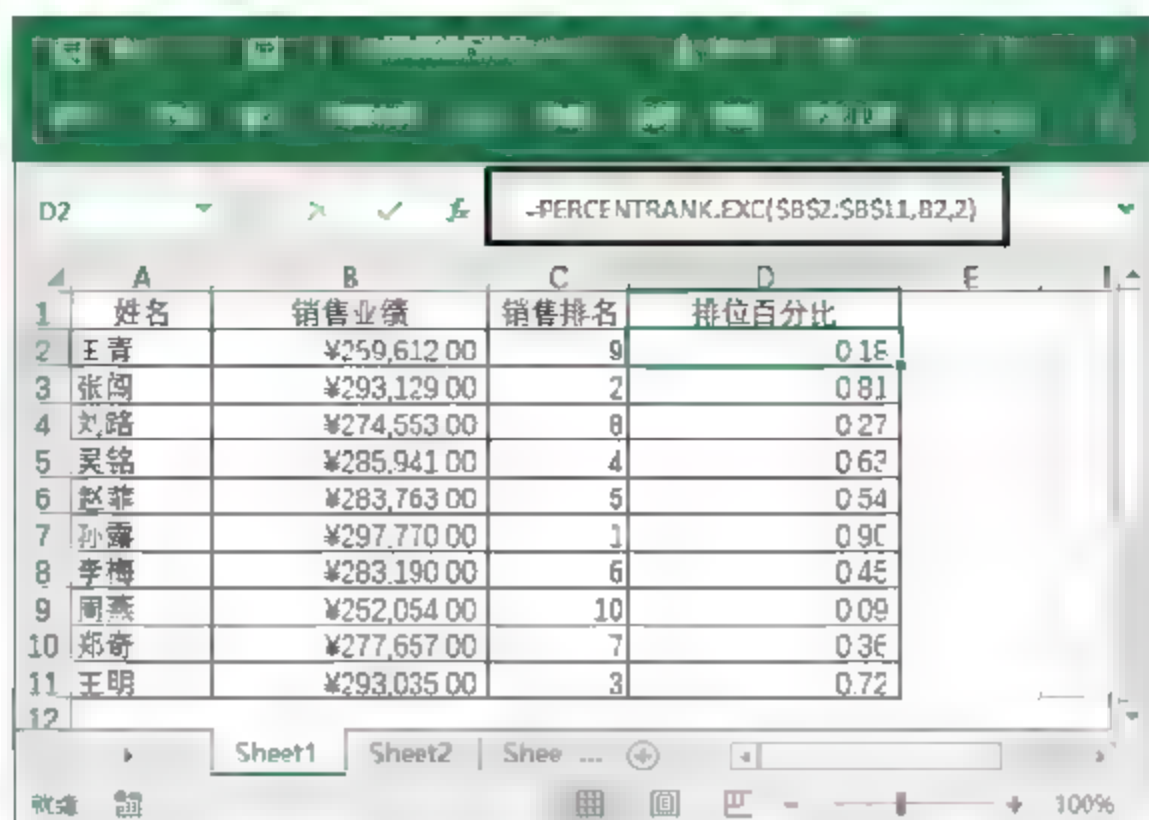 D2 fx =PERCENTRANK.EXC($B$2:$B$11,B2,2)
A B C D E
1 姓名 销售业绩 销售排名 排位百分比
2 王青 ¥259,612.00 9 0.18
3 张闯 ¥293,129.00 2 0.81
4 刘路 ¥274,553.00 8 0.27
5 吴铭 ¥285,941.00 4 0.63
6 赵菲 ¥283,763.00 5 0.54
7 孙露 ¥297,770.00 1 0.90
8 李梅 ¥283,190.00 6 0.45
9 周燕 ¥252,054.00 10 0.09
10 郑奇 ¥277,657.00 7 0.36
11 王明 ¥293,035.00 3 0.72
12
Sheet1 Sheet2 Shee ...
就绪 100%